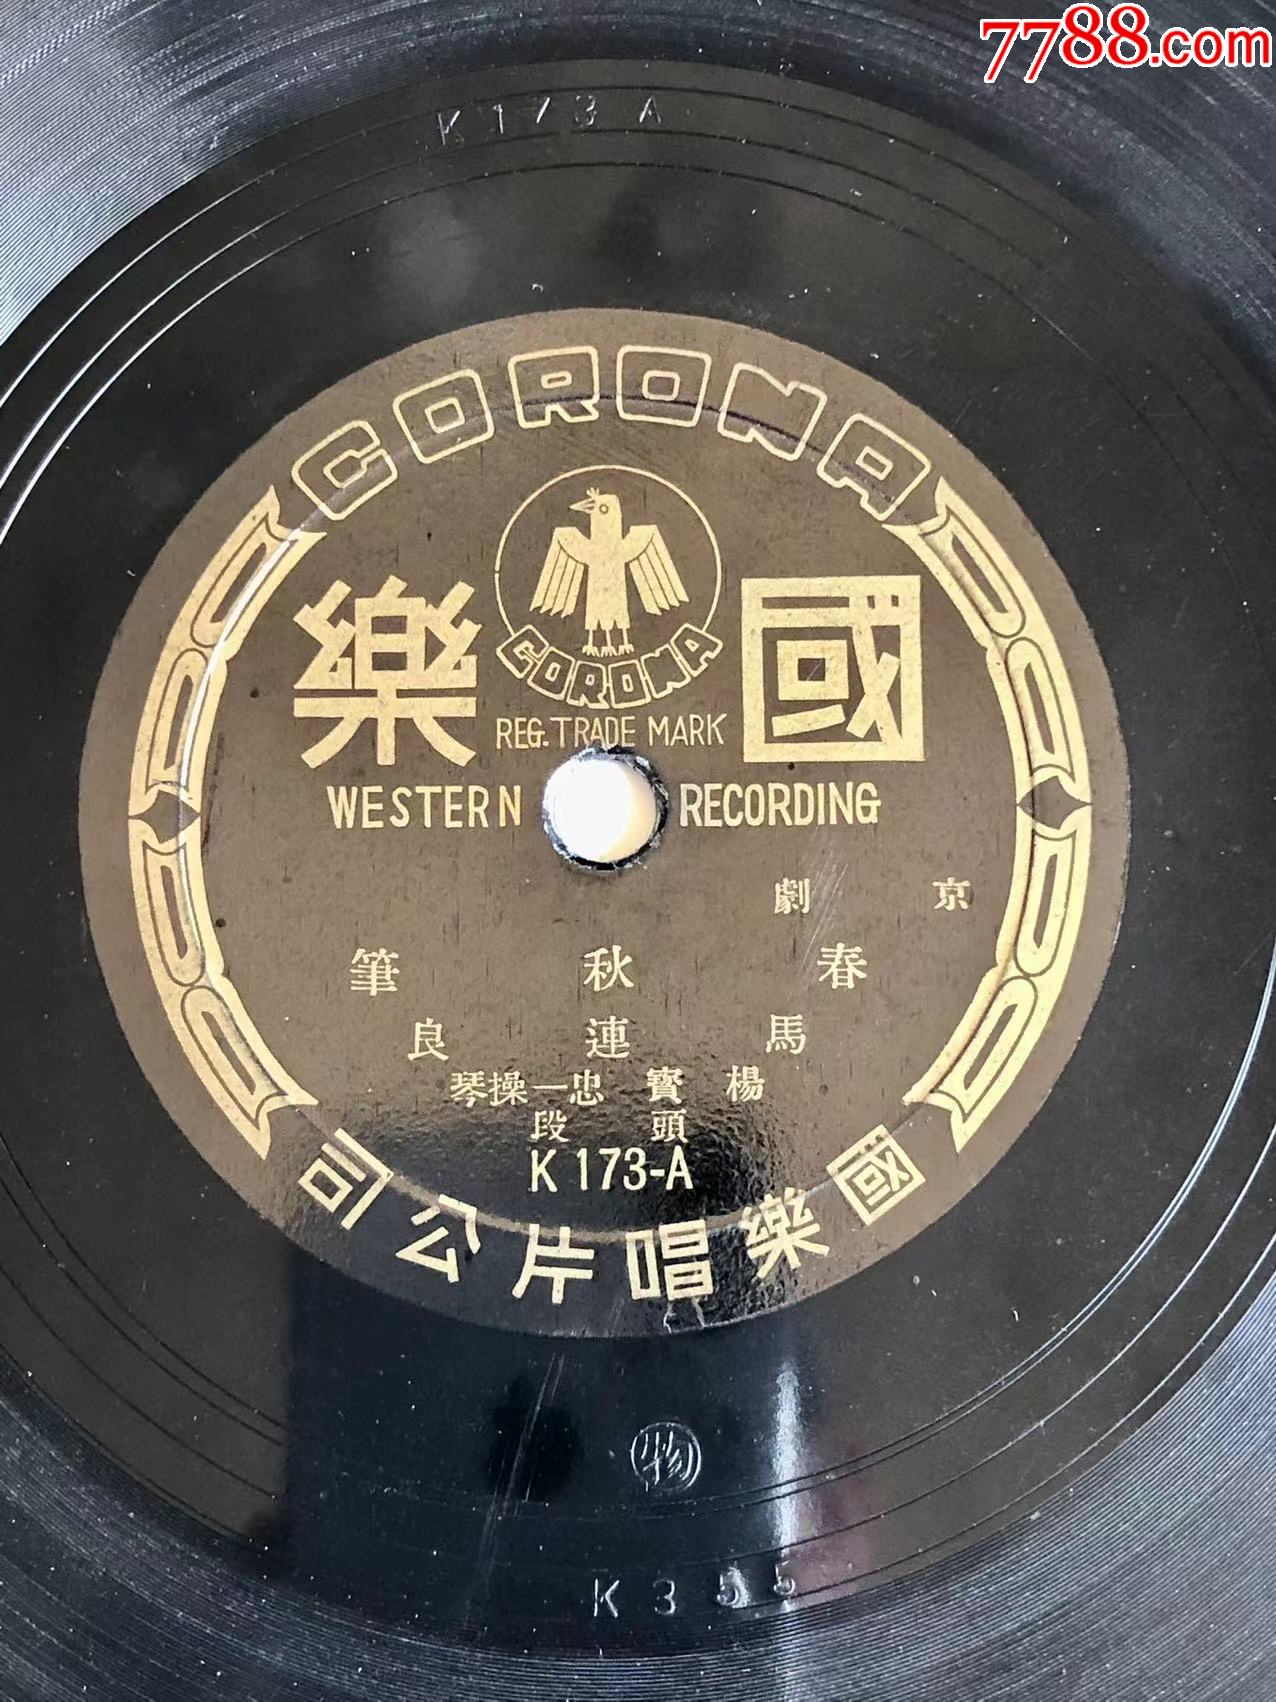 7788.com
K173 A
CORONA
國樂
CORONA
REG. TRADE MARK
WESTERN RECORDING
京劇
春秋筆
馬連良
楊寶忠—操琴
頭段
K 173-A
國樂唱片公司
物
K355